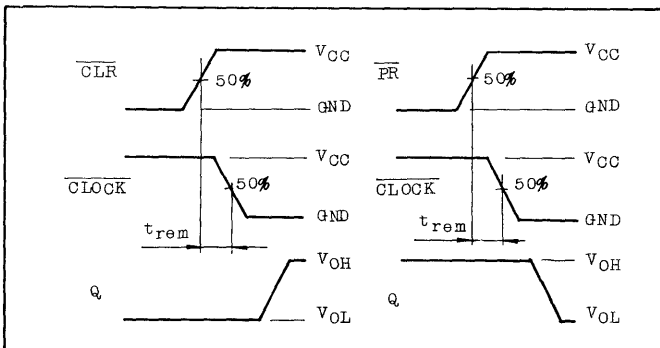 CLR
VCC
50%
GND
CLOCK
VCC
50%
GND
trem
Q
VOH
VOL
PR
VCC
50%
GND
CLOCK
VCC
50%
GND
trem
Q
VOH
VOL